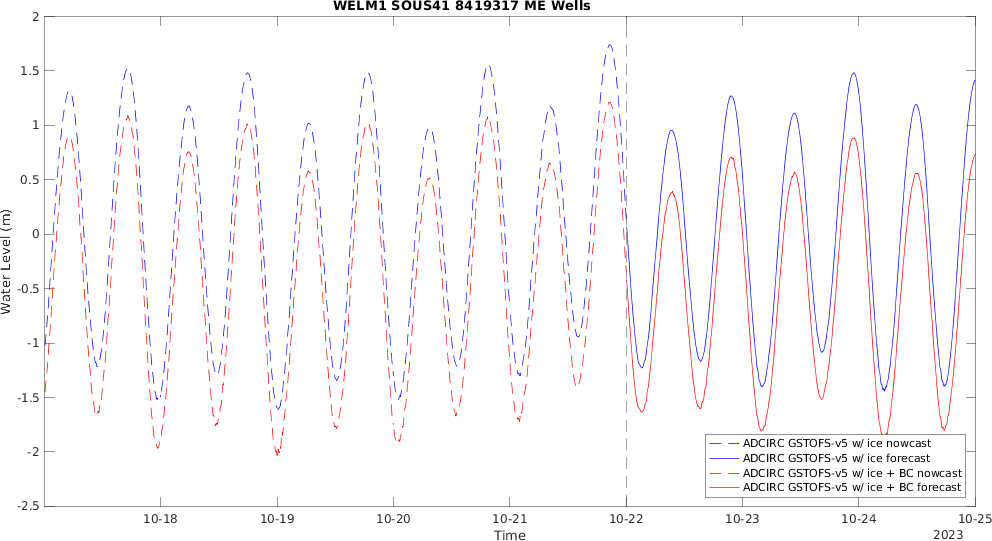 WELM1 SOUS41 8419317 ME Wells
2
1.5
1
0.5
0
-0.5
-1
-1.5
-2
-2.5
Water Level (m)
ADCIRC GSTOFS-v5 w/ ice nowcast
ADCIRC GSTOFS-v5 w/ ice forecast
ADCIRC GSTOFS-v5 w/ ice + BC nowcast
ADCIRC GSTOFS-v5 w/ ice + BC forecast
10-18 10-19 10-20 10-21 10-22 10-23 10-24 10-25
Time
2023